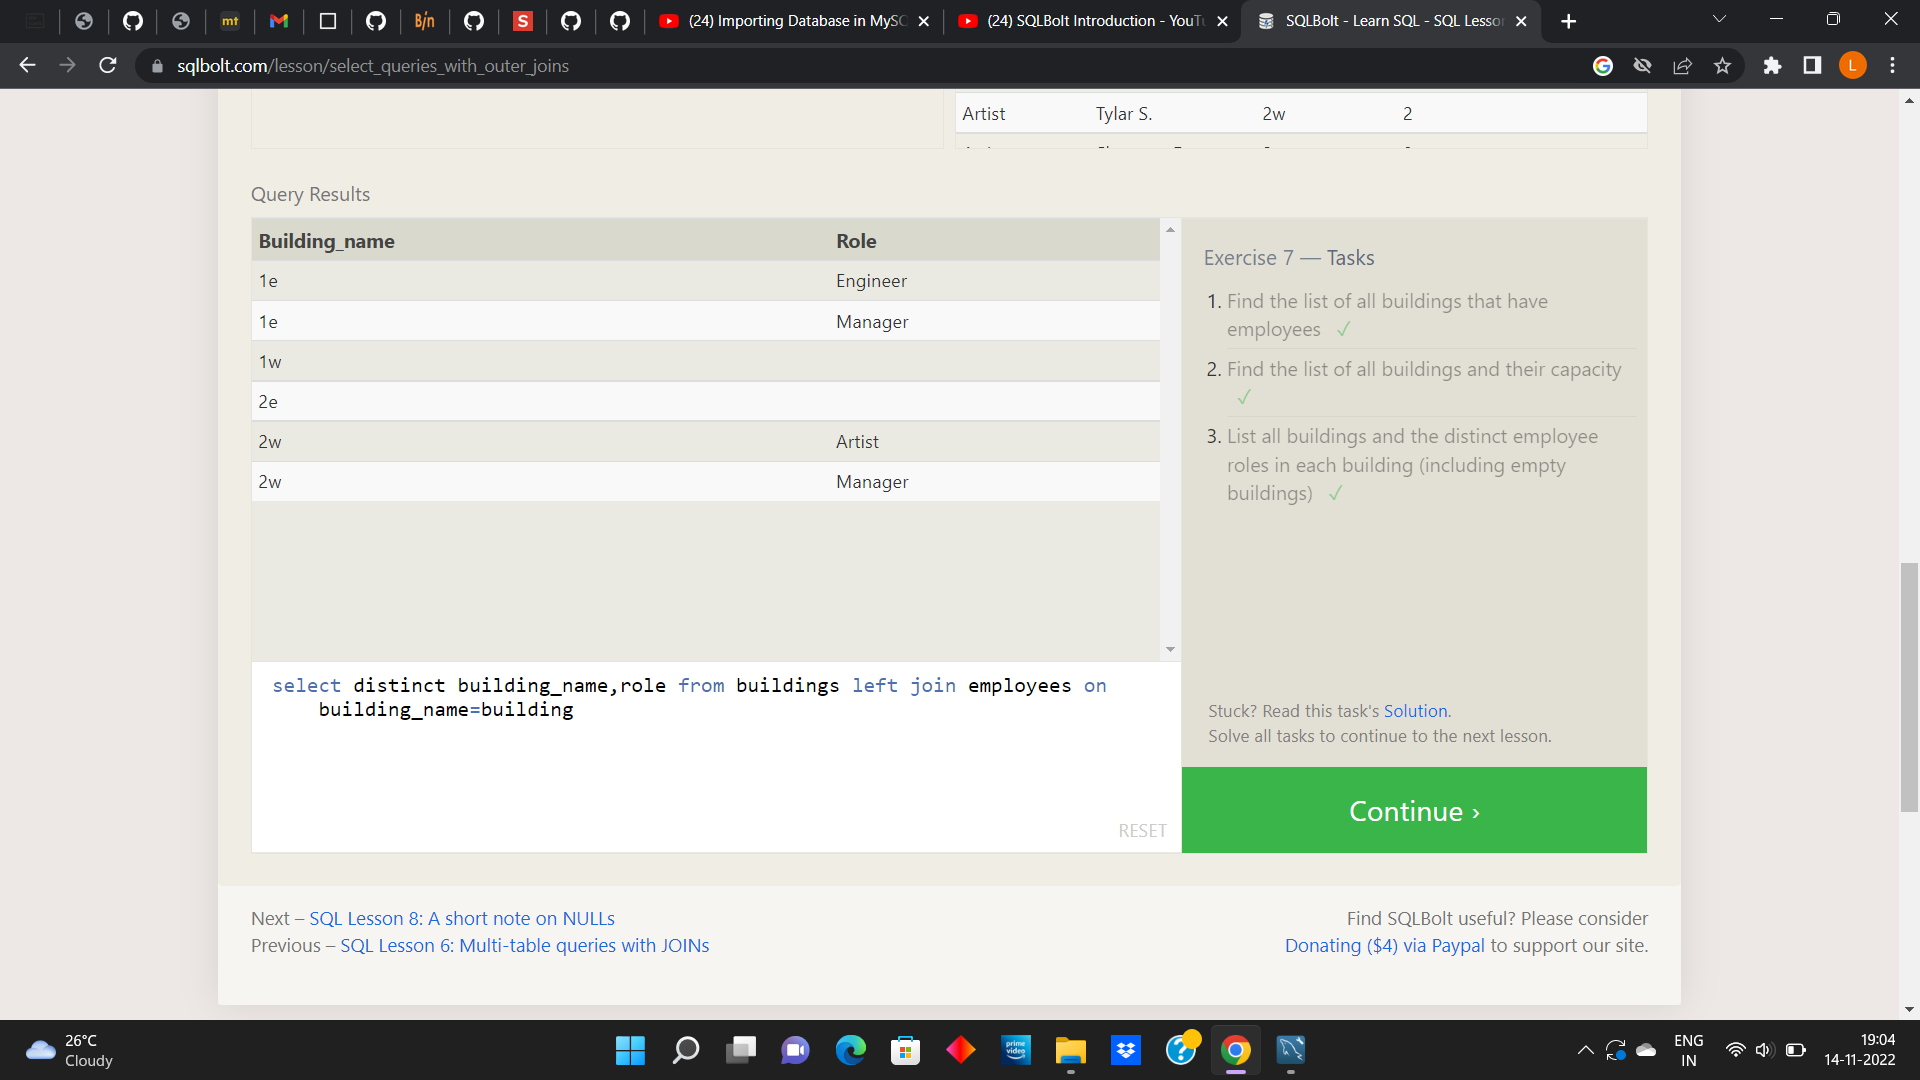 mt
B/n
S
(24) Importing Database in MySQ
(24) SQLBolt Introduction - YouTu
SQLBolt - Learn SQL - SQL Lesson
sqlbolt.com/lesson/select_queries_with_outer_joins
L
Artist Tylar S. 2w 2
Query Results
Building_name Role
1e Engineer
1e Manager
1w
2e
2w Artist
2w Manager
select distinct building_name,role from buildings left join employees on
building_name=building
RESET
Exercise 7 — Tasks
1. Find the list of all buildings that have
employees ✓
2. Find the list of all buildings and their capacity
✓
3. List all buildings and the distinct employee
roles in each building (including empty
buildings) ✓
Stuck? Read this task's Solution.
Solve all tasks to continue to the next lesson.
Continue ›
Next – SQL Lesson 8: A short note on NULLs
Previous – SQL Lesson 6: Multi-table queries with JOINs
Find SQLBolt useful? Please consider
Donating ($4) via Paypal to support our site.
26°C
Cloudy
prime
video
ENG
IN
19:04
14-11-2022